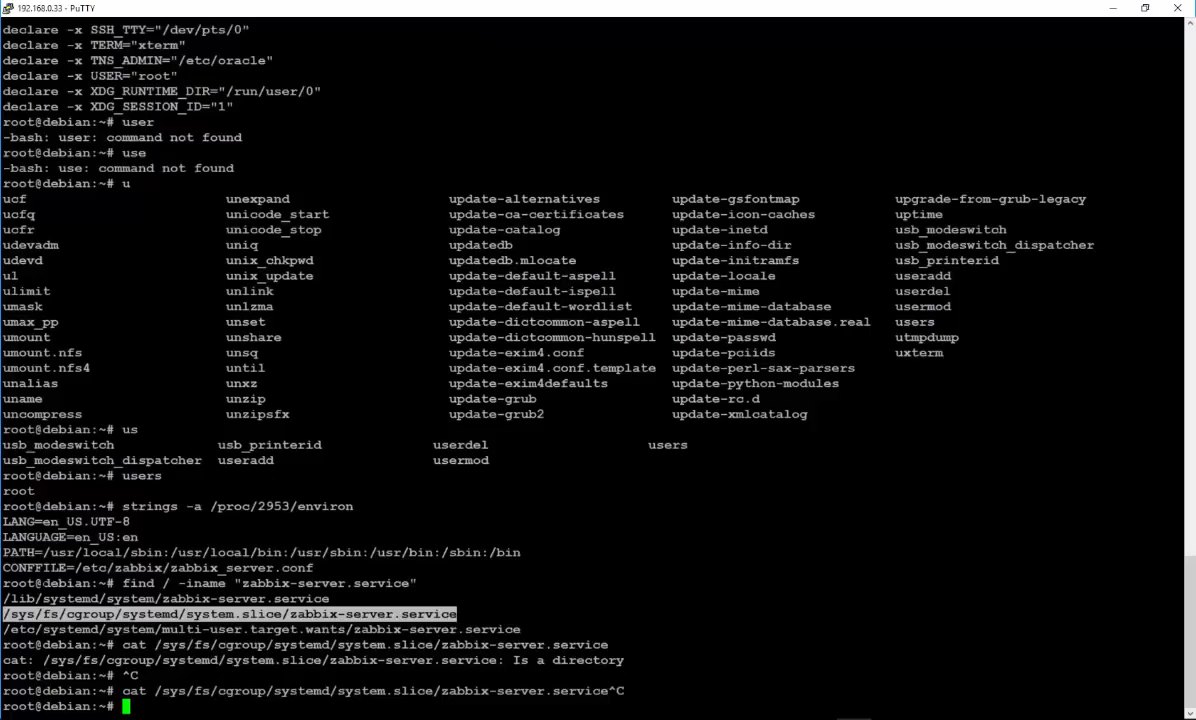 192.168.0.33 - PuTTY
declare -x SSH_TTY="/dev/pts/0"
declare -x TERM="xterm"
declare -x TNS_ADMIN="/etc/oracle"
declare -x USER="root"
declare -x XDG_RUNTIME_DIR="/run/user/0"
declare -x XDG_SESSION_ID="1"
root@debian:~# user
-bash: user: command not found
root@debian:~# use
-bash: use: command not found
root@debian:~# u
ucf unexpand update-alternatives update-gsfontmap upgrade-from-grub-legacy
ucfq unicode_start update-ca-certificates update-icon-caches uptime
ucfr unicode_stop update-catalog update-inetd usb_modeswitch
udevadm uniq updatedb update-info-dir usb_modeswitch_dispatcher
udevd unix_chkpwd updatedb.mlocate update-initramfs usb_printerid
ul unix_update update-default-aspell update-locale useradd
ulimit unlink update-default-ispell update-mime userdel
umask unlzma update-default-wordlist update-mime-database usermod
umax_pp unset update-dictcommon-aspell update-mime-database.real users
umount unshare update-dictcommon-hunspell update-passwd utmpdump
umount.nfs unsq update-exim4.conf update-pciids uxterm
umount.nfs4 until update-exim4.conf.template update-perl-sax-parsers
unalias unxz update-exim4defaults update-python-modules
uname unzip update-grub update-rc.d
uncompress unzipsfx update-grub2 update-xmlcatalog
root@debian:~# us
usb_modeswitch usb_printerid userdel users
usb_modeswitch_dispatcher useradd usermod
root@debian:~# users
root
root@debian:~# strings -a /proc/2953/environ
LANG=en_US.UTF-8
LANGUAGE=en_US:en
PATH=/usr/local/sbin:/usr/local/bin:/usr/sbin:/usr/bin:/sbin:/bin
CONFFILE=/etc/zabbix/zabbix_server.conf
root@debian:~# find / -iname "zabbix-server.service"
/lib/systemd/system/zabbix-server.service
/sys/fs/cgroup/systemd/system.slice/zabbix-server.service
/etc/systemd/system/multi-user.target.wants/zabbix-server.service
root@debian:~# cat /sys/fs/cgroup/systemd/system.slice/zabbix-server.service
cat: /sys/fs/cgroup/systemd/system.slice/zabbix-server.service: Is a directory
root@debian:~# ^C
root@debian:~# cat /sys/fs/cgroup/systemd/system.slice/zabbix-server.service^C
root@debian:~#